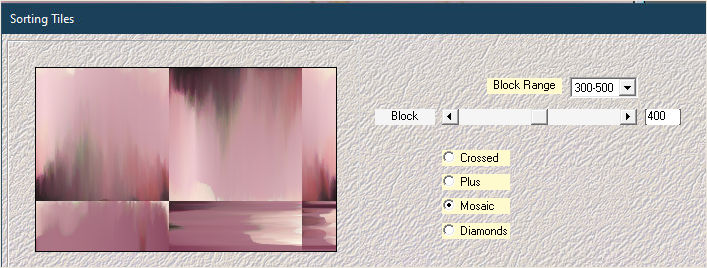 Sorting Tiles
Block Range 300-500
Block 400
Crossed
Plus
Mosaic
Diamonds